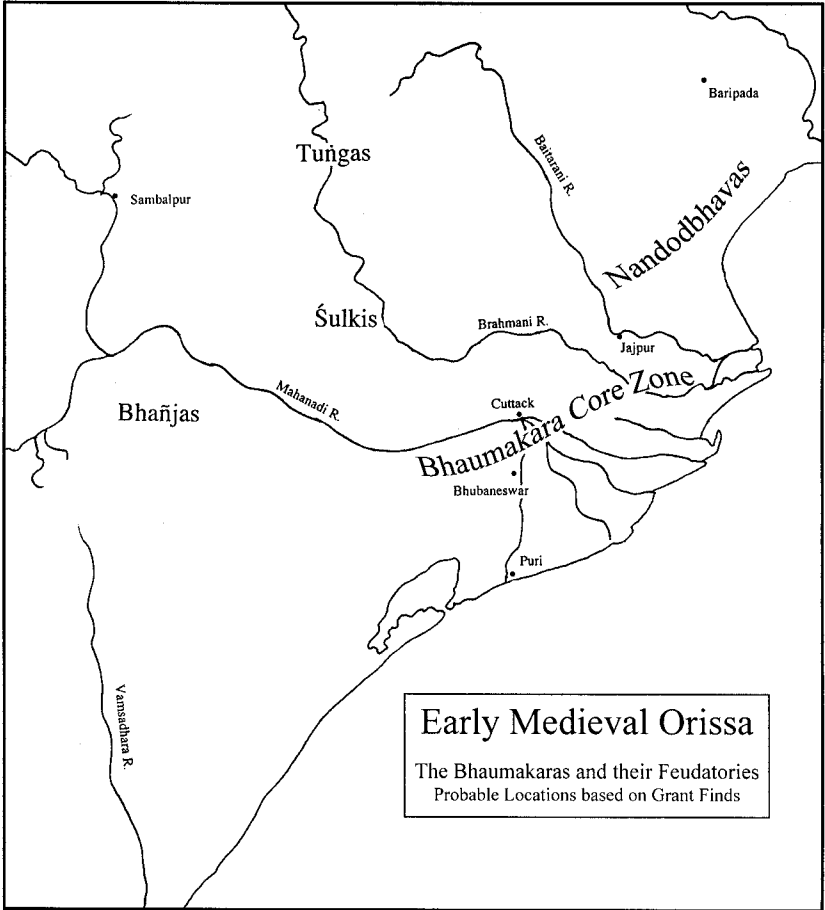 Baripada
Baitarani R.
Tuṅgas
Sambalpur
Nandodbhavas
Śulkis
Brahmani R.
Jajpur
Mahanadi R.
Bhañjas
Cuttack
Bhaumakara Core Zone
Bhubaneswar
Puri
Vamsadhara R.
Early Medieval Orissa
The Bhaumakaras and their Feudatories
Probable Locations based on Grant Finds